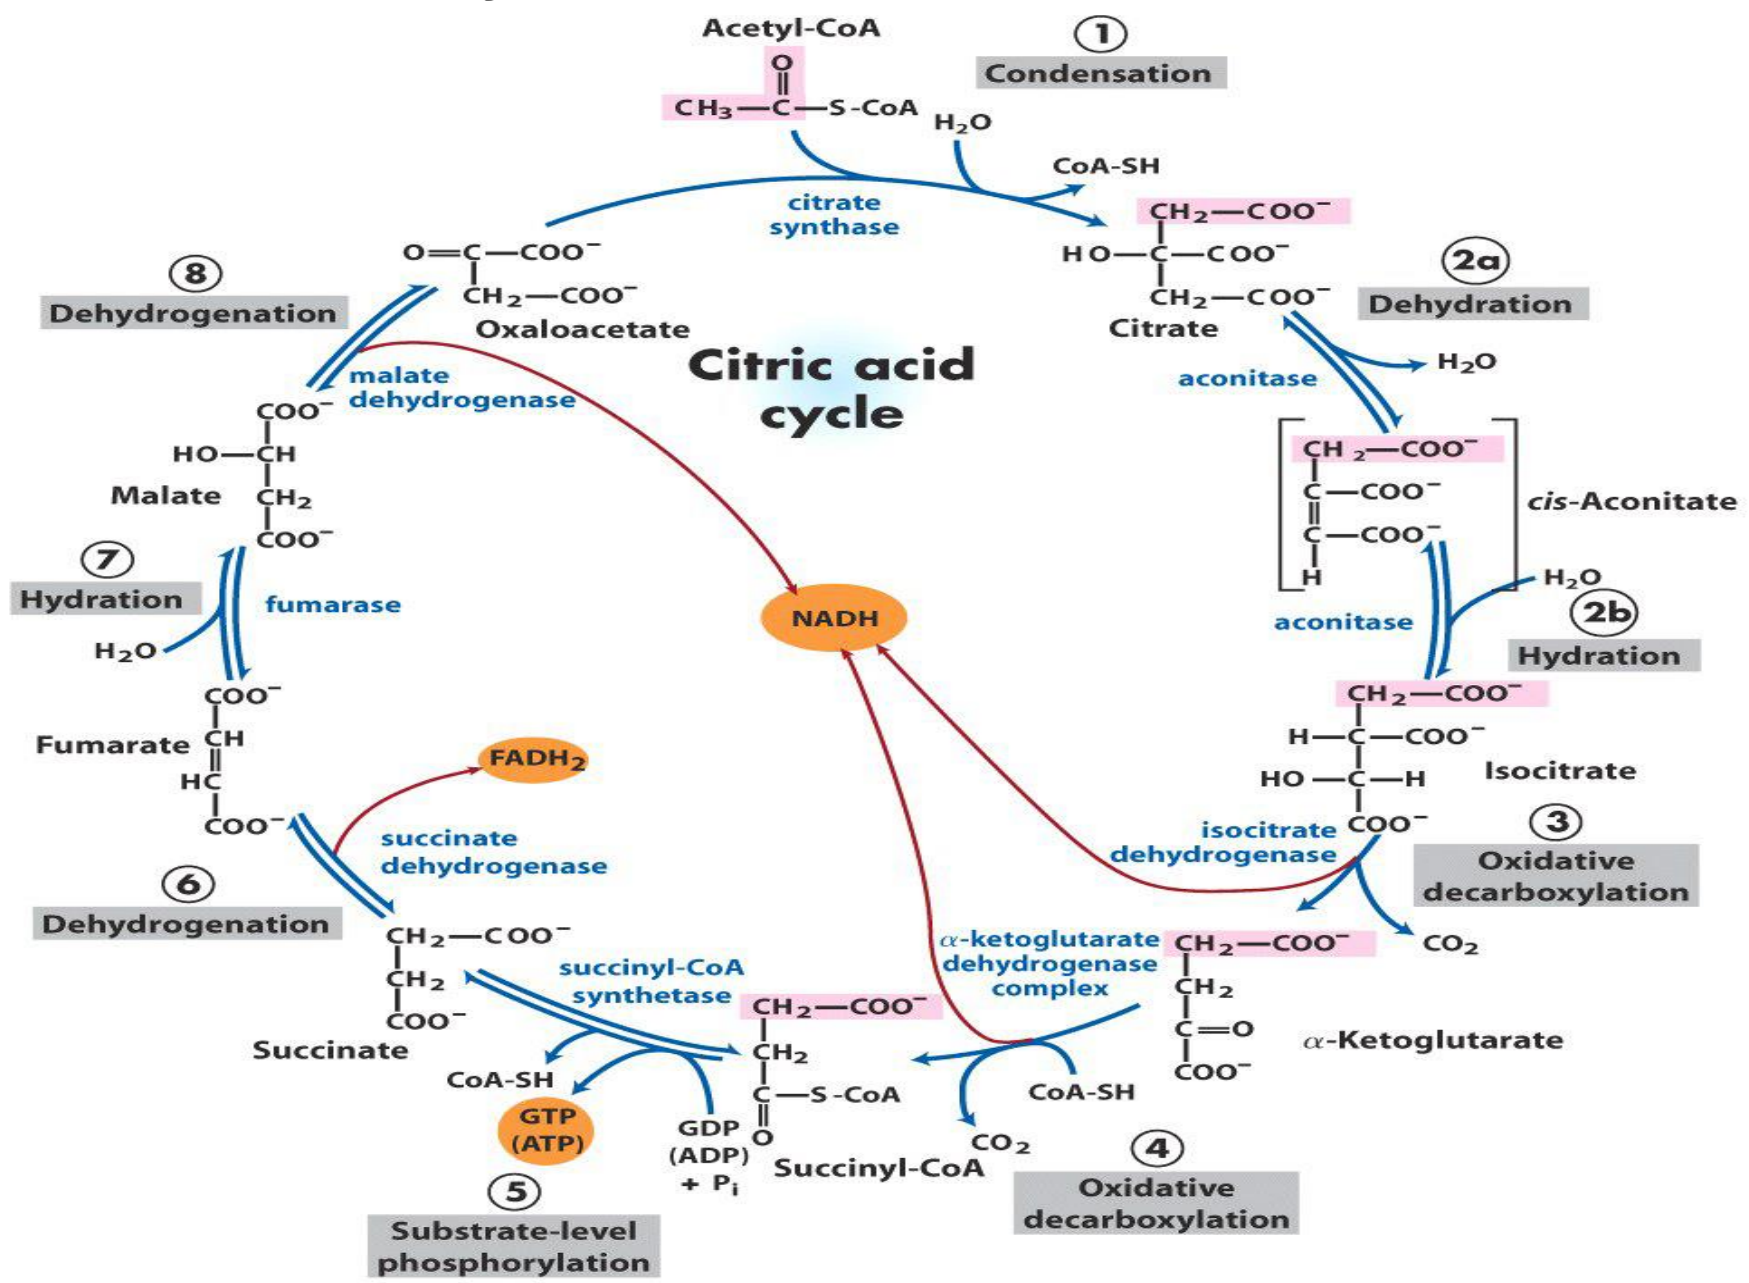 Acetyl-CoA
O
CH₃—C—S-CoA
1
Condensation
H₂O
CoA-SH
citrate
synthase
CH₂—COO⁻
HO—C—COO⁻
CH₂—COO⁻
Citrate
2a
Dehydration
H₂O
aconitase
CH₂—COO⁻
C—COO⁻
C—COO⁻
H
cis-Aconitate
H₂O
2b
Hydration
aconitase
CH₂—COO⁻
H—C—COO⁻
HO—C—H
COO⁻
Isocitrate
3
Oxidative
decarboxylation
isocitrate
dehydrogenase
CO₂
CH₂—COO⁻
CH₂
C=O
COO⁻
α-Ketoglutarate
α-ketoglutarate
dehydrogenase
complex
CoA-SH
CO₂
4
Oxidative
decarboxylation
CH₂—COO⁻
CH₂
C—S-CoA
O
Succinyl-CoA
succinyl-CoA
synthetase
GDP
(ADP)
+ Pᵢ
CoA-SH
GTP
(ATP)
5
Substrate-level
phosphorylation
CH₂—COO⁻
CH₂
COO⁻
Succinate
6
Dehydrogenation
succinate
dehydrogenase
FADH₂
COO⁻
CH
HC
COO⁻
Fumarate
7
Hydration
H₂O
fumarase
COO⁻
HO—CH
CH₂
COO⁻
Malate
8
Dehydrogenation
malate
dehydrogenase
O=C—COO⁻
CH₂—COO⁻
Oxaloacetate
Citric acid
cycle
NADH